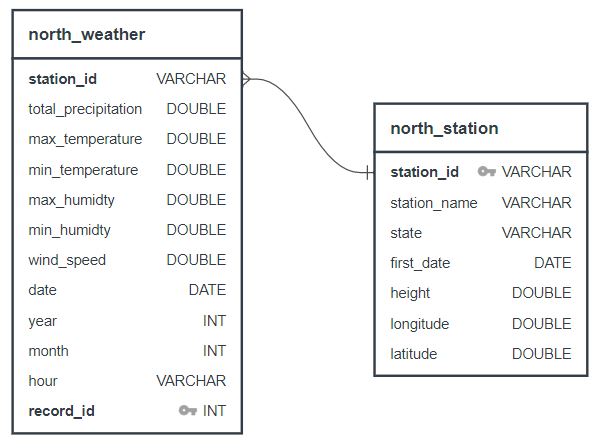 north_weather
station_id VARCHAR
total_precipitation DOUBLE
max_temperature DOUBLE
min_temperature DOUBLE
max_humidty DOUBLE
min_humidty DOUBLE
wind_speed DOUBLE
date DATE
year INT
month INT
hour VARCHAR
record_id INT
north_station
station_id VARCHAR
station_name VARCHAR
state VARCHAR
first_date DATE
height DOUBLE
longitude DOUBLE
latitude DOUBLE